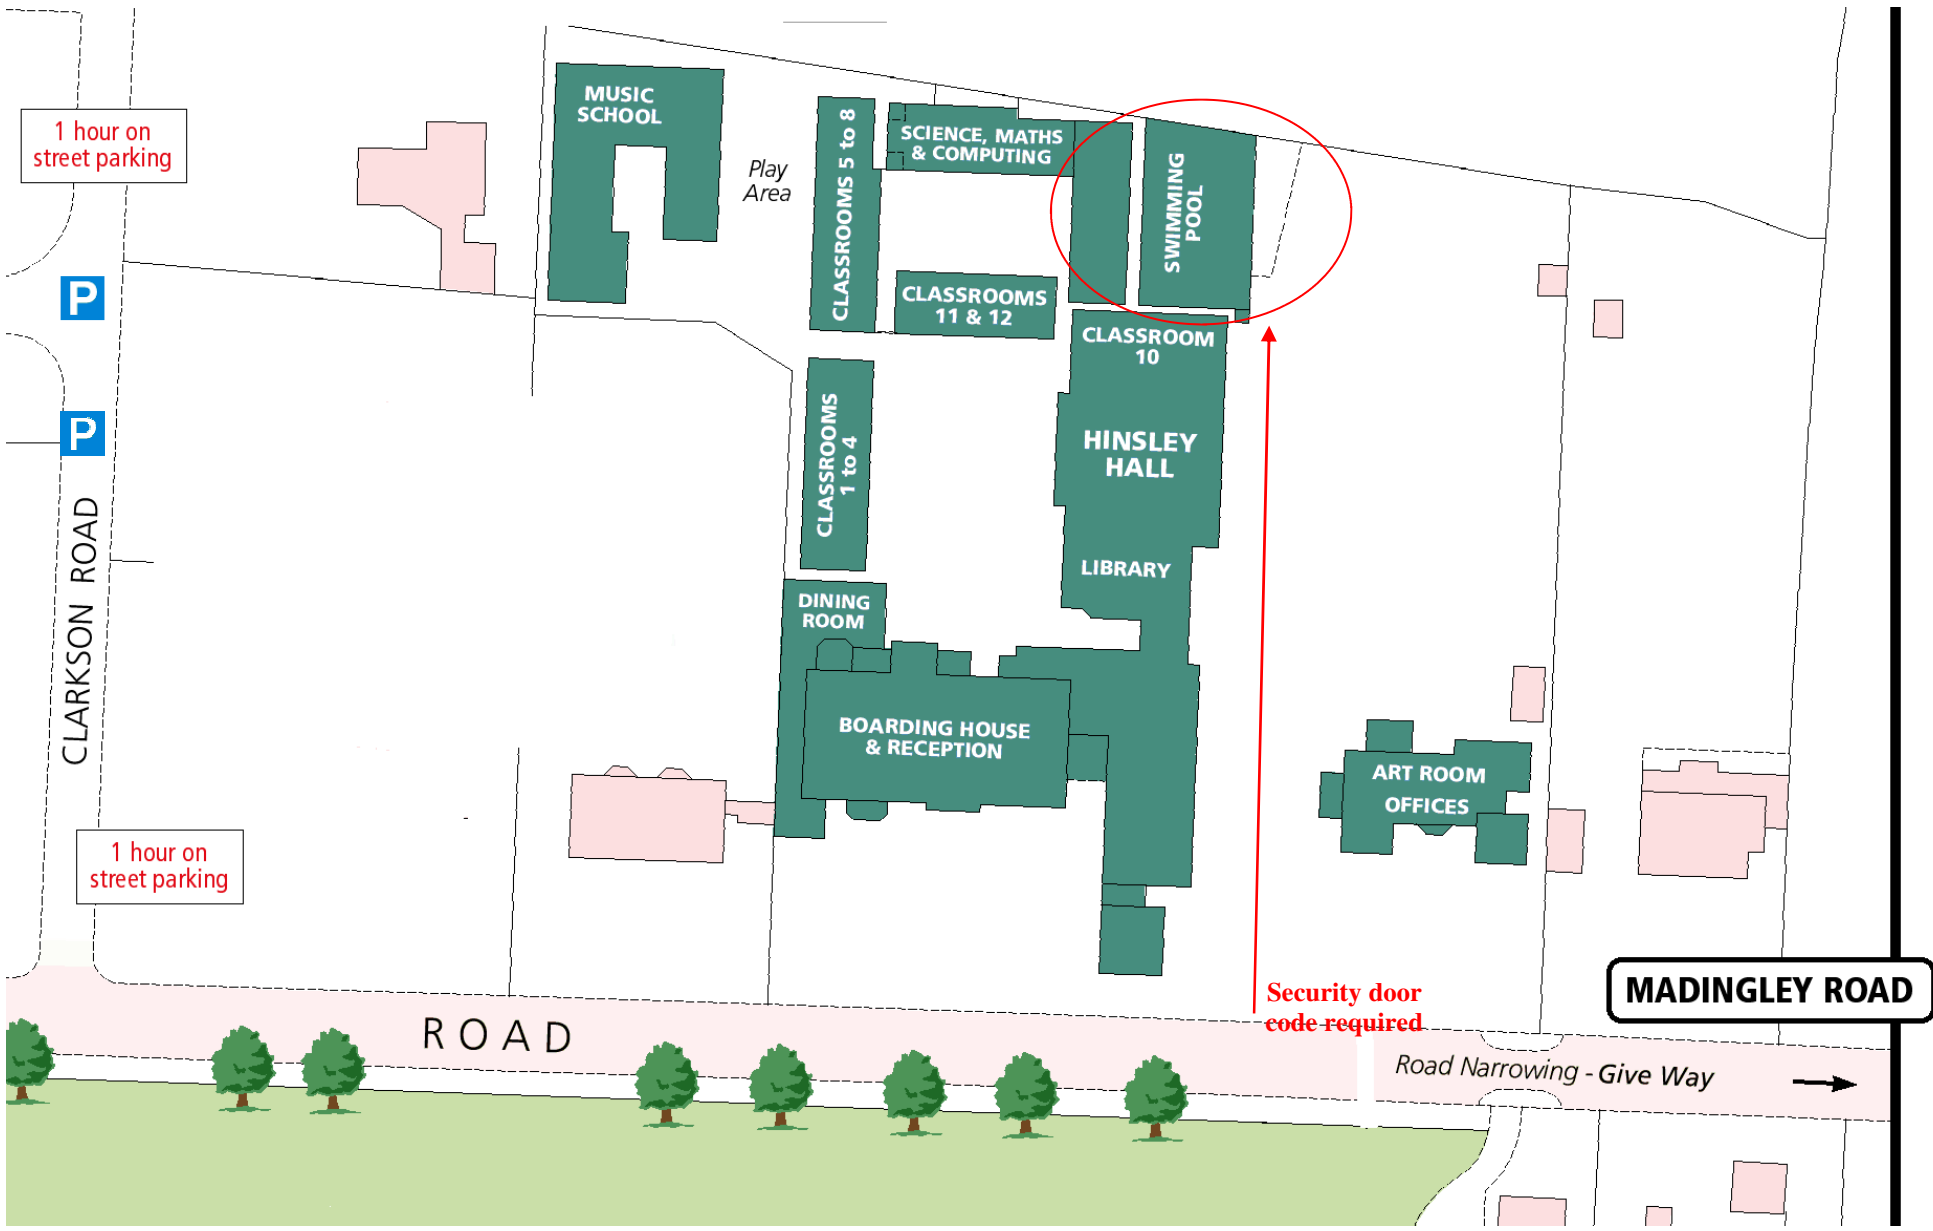 MUSIC
SCHOOL
1 hour on
street parking
Play
Area
CLASSROOMS 5 to 8
SCIENCE, MATHS
& COMPUTING
SWIMMING
POOL
P
CLASSROOMS
11 & 12
CLASSROOM
10
P
CLASSROOMS
1 to 4
HINSLEY
HALL
CLARKSON ROAD
LIBRARY
DINING
ROOM
BOARDING HOUSE
& RECEPTION
ART ROOM
OFFICES
1 hour on
street parking
Security door
code required
MADINGLEY ROAD
ROAD
Road Narrowing - Give Way